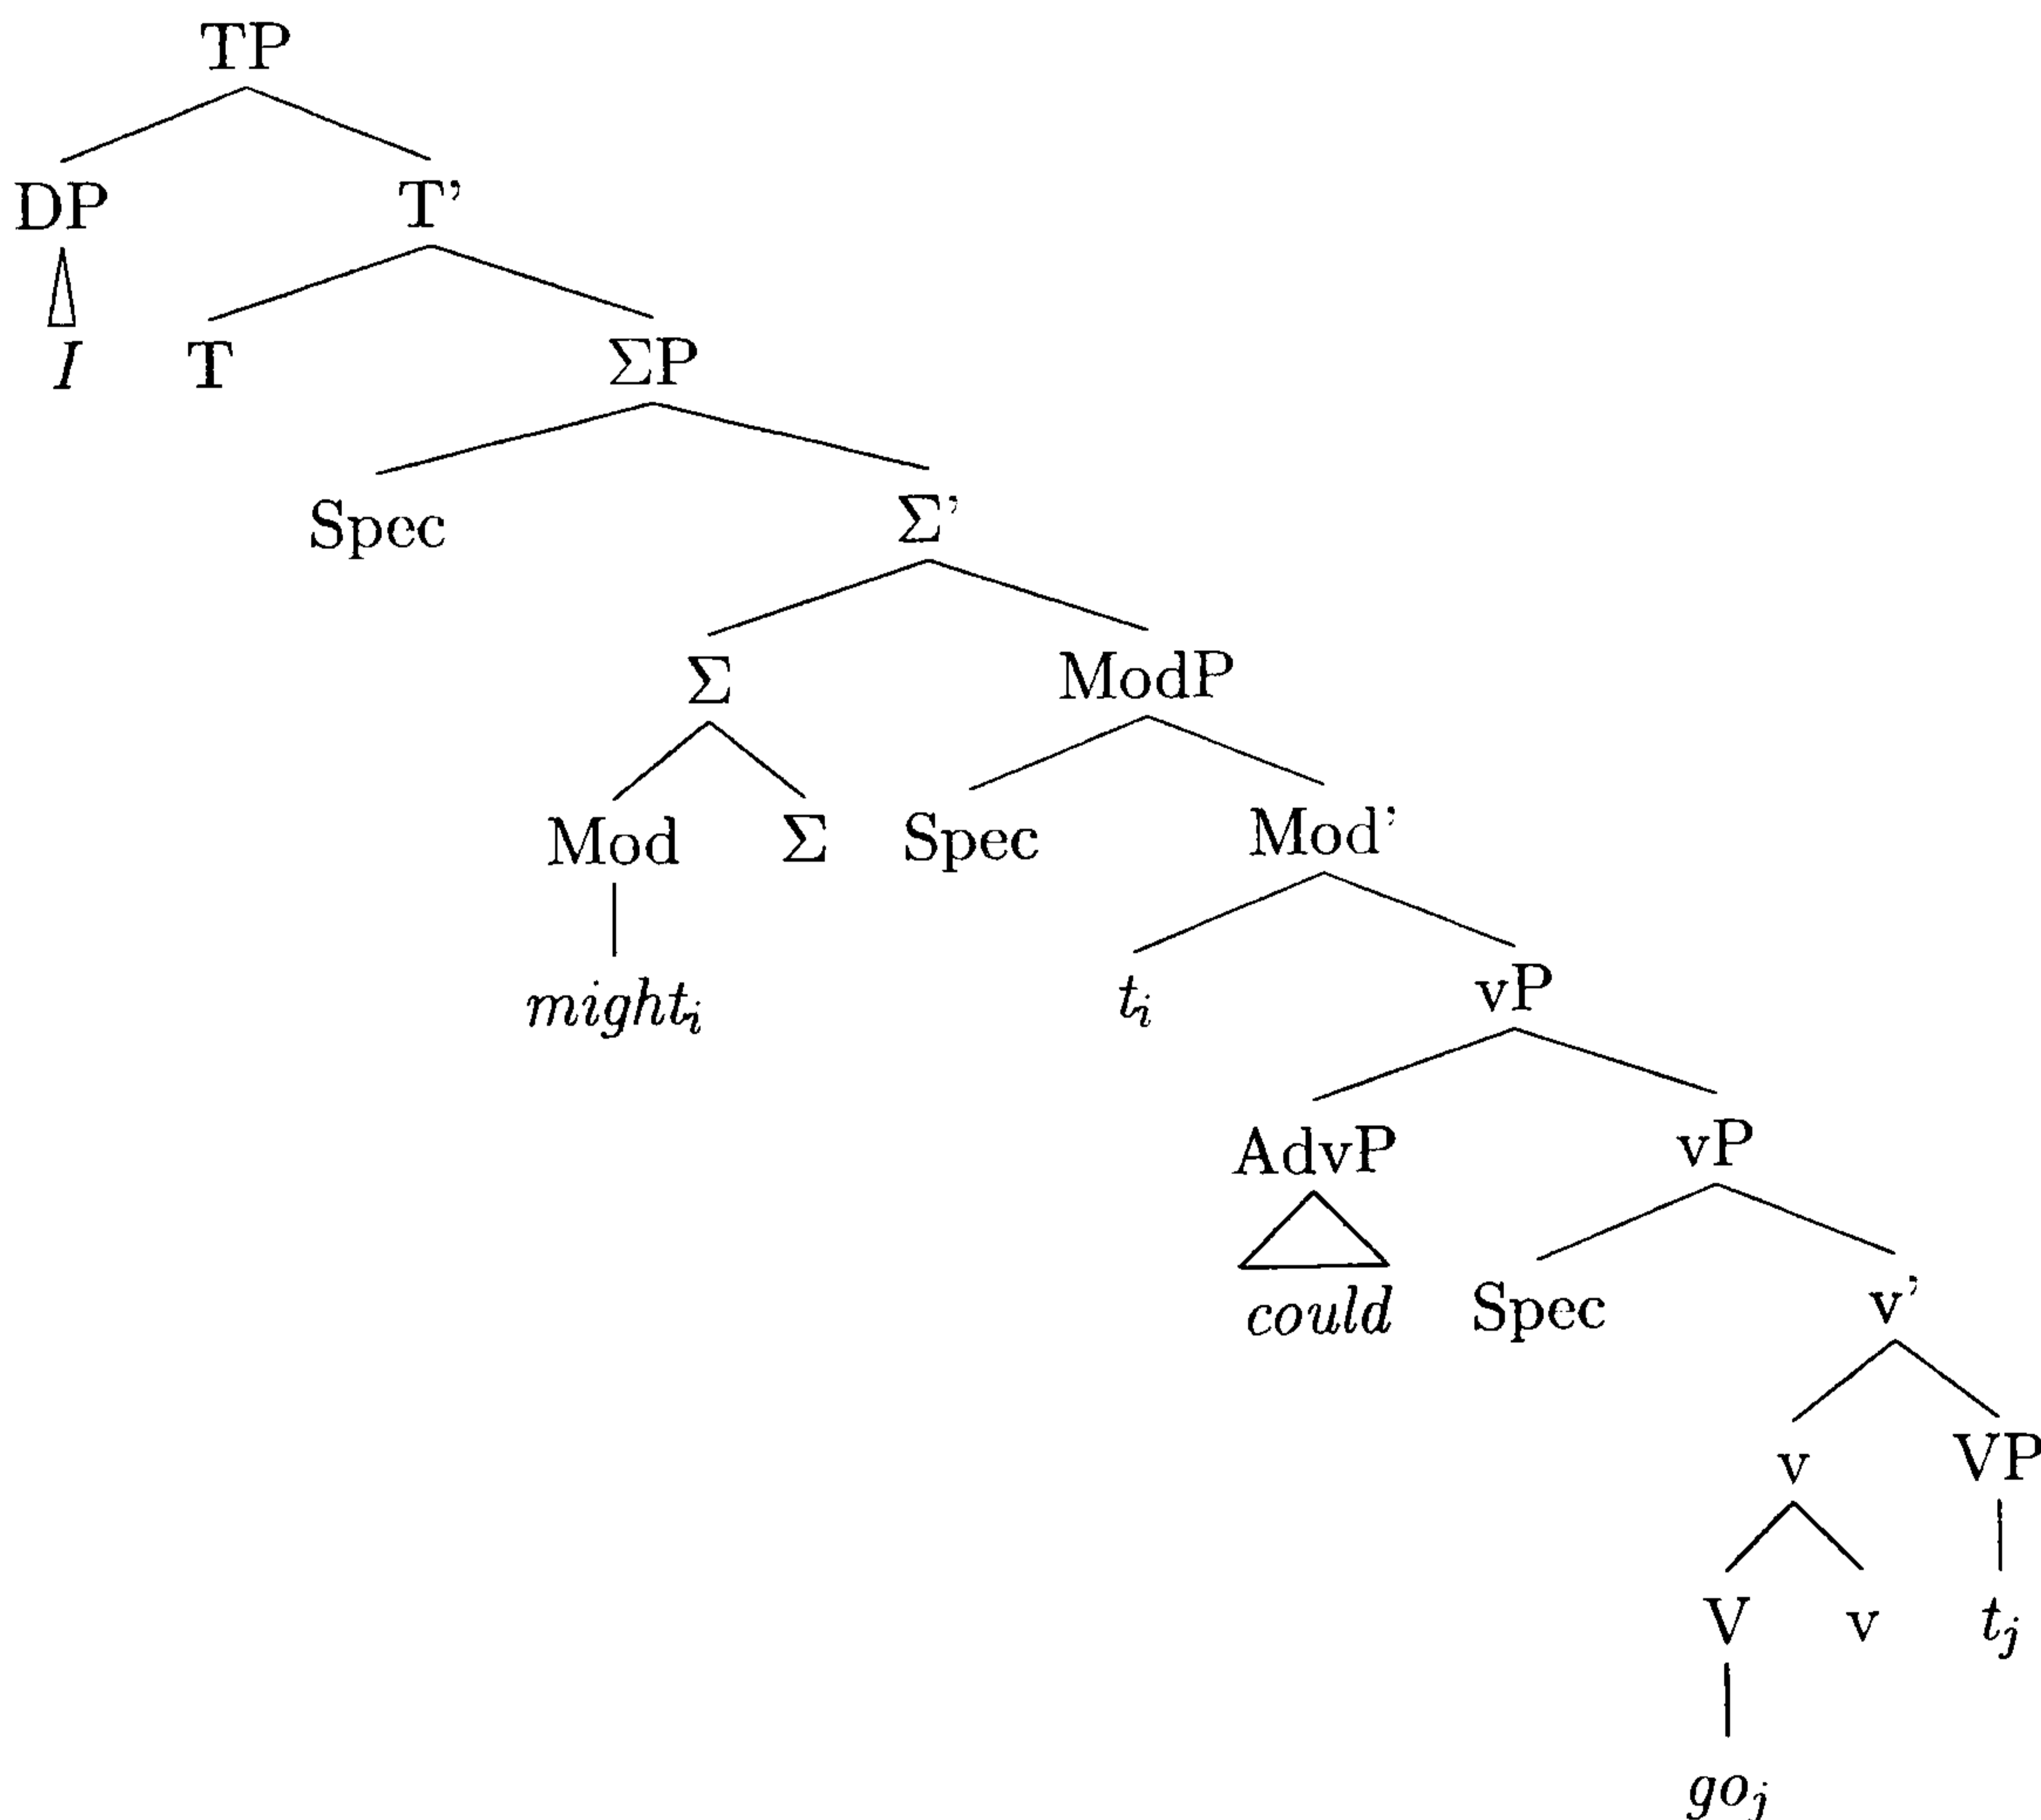 TP
DP T'
I T ΣP
Spec Σ'
Σ ModP
Mod Σ Spec Mod'
might_i t_i vP
AdvP vP
could Spec v'
v VP
V v t_j
go_j